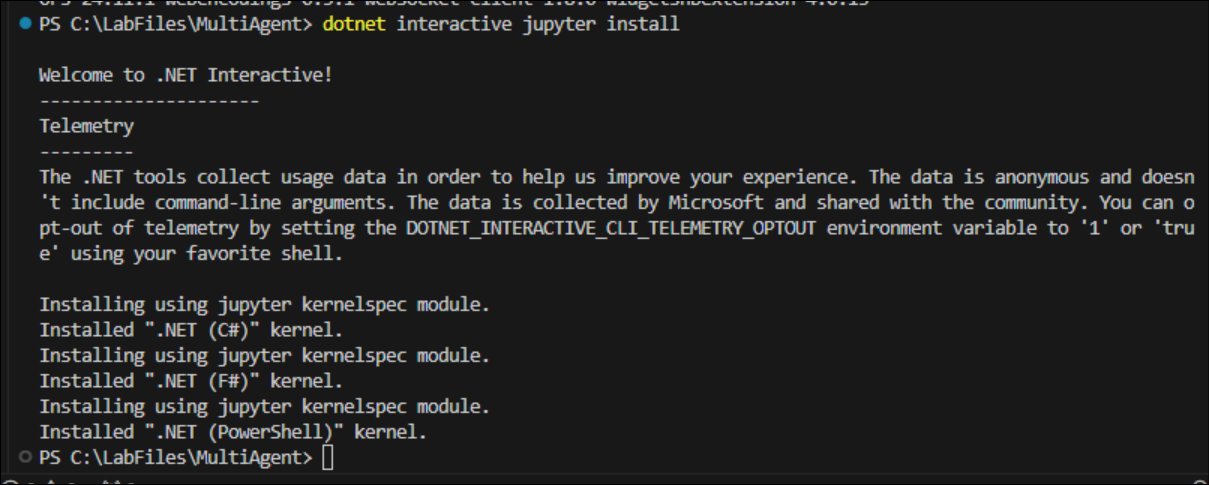 PS C:\LabFiles\MultiAgent> dotnet interactive jupyter install
Welcome to .NET Interactive!
---------------------
Telemetry
---------
The .NET tools collect usage data in order to help us improve your experience. The data is anonymous and doesn
't include command-line arguments. The data is collected by Microsoft and shared with the community. You can o
pt-out of telemetry by setting the DOTNET_INTERACTIVE_CLI_TELEMETRY_OPTOUT environment variable to '1' or 'tru
e' using your favorite shell.
Installing using jupyter kernelspec module.
Installed ".NET (C#)" kernel.
Installing using jupyter kernelspec module.
Installed ".NET (F#)" kernel.
Installing using jupyter kernelspec module.
Installed ".NET (PowerShell)" kernel.
PS C:\LabFiles\MultiAgent>